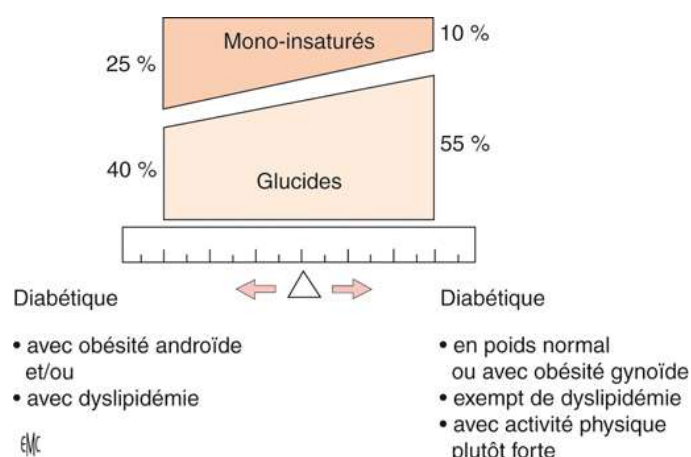 Mono-insaturés
10 %
25 %
55 %
40 %
Glucides
Diabétique
• avec obésité androïde
et/ou
• avec dyslipidémie
Diabétique
• en poids normal
ou avec obésité gynoïde
• exempt de dyslipidémie
• avec activité physique
plutôt forte
EMC